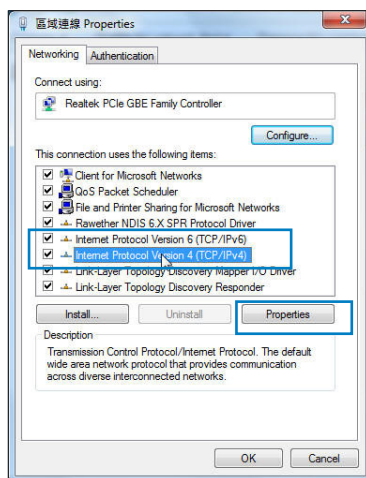 區域連線 Properties
Networking
Authentication
Connect using:
Realtek PCIe GBE Family Controller
Configure...
This connection uses the following items:
Client for Microsoft Networks
QoS Packet Scheduler
File and Printer Sharing for Microsoft Networks
Rawether NDIS 6.X SPR Protocol Driver
Internet Protocol Version 6 (TCP/IPv6)
Internet Protocol Version 4 (TCP/IPv4)
Link-Layer Topology Discovery Mapper I/O Driver
Link-Layer Topology Discovery Responder
Install...
Uninstall
Properties
Description
Transmission Control Protocol/Internet Protocol. The default
wide area network protocol that provides communication
across diverse interconnected networks.
OK
Cancel